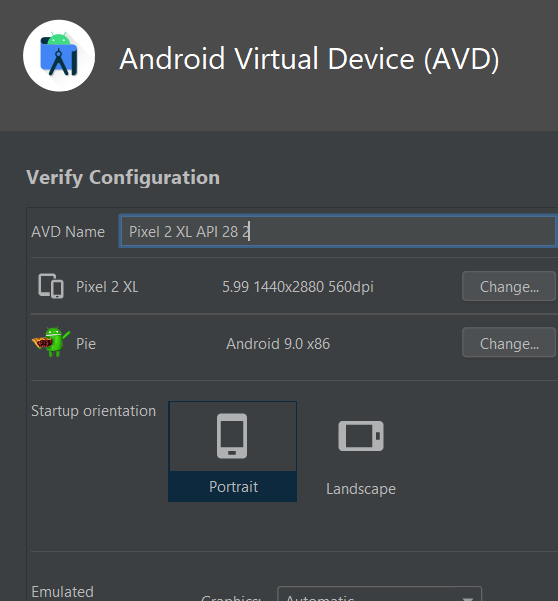 Android Virtual Device (AVD)
Verify Configuration
AVD Name Pixel 2 XL API 28 2
Pixel 2 XL 5.99 1440x2880 560dpi Change...
Pie Android 9.0 x86 Change...
Startup orientation
Portrait
Landscape
Emulated
Graphics: Automatic